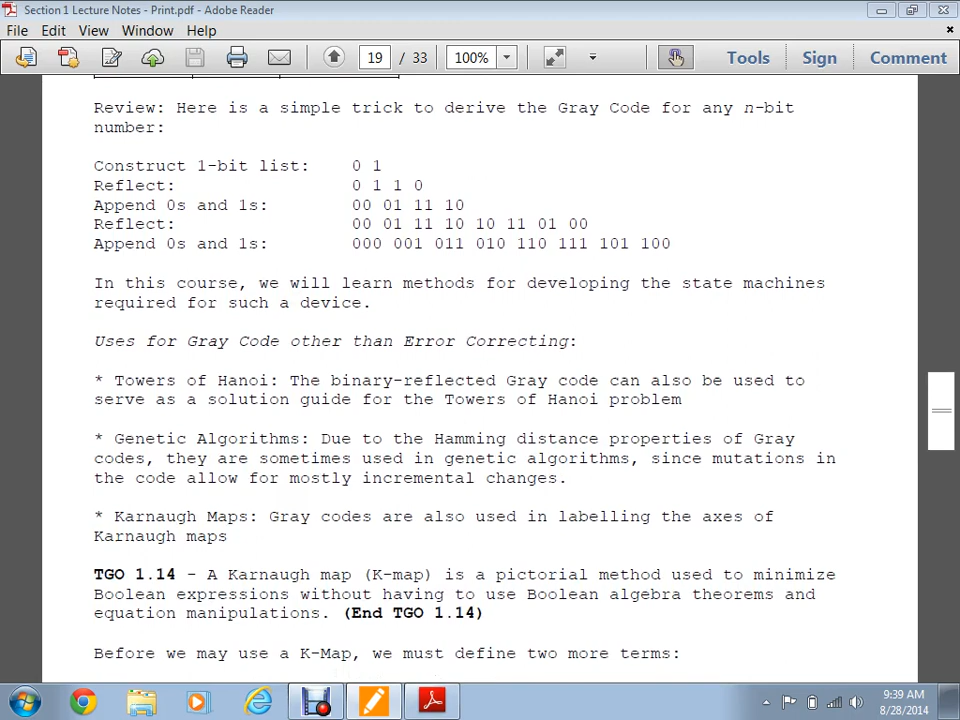 Section 1 Lecture Notes - Print.pdf - Adobe Reader
File Edit View Window Help
19 / 33 100% Tools Sign Comment
Review: Here is a simple trick to derive the Gray Code for any n-bit
number:
Construct 1-bit list: 0 1
Reflect: 0 1 1 0
Append 0s and 1s: 00 01 11 10
Reflect: 00 01 11 10 10 11 01 00
Append 0s and 1s: 000 001 011 010 110 111 101 100
In this course, we will learn methods for developing the state machines
required for such a device.
Uses for Gray Code other than Error Correcting:
* Towers of Hanoi: The binary-reflected Gray code can also be used to
serve as a solution guide for the Towers of Hanoi problem
* Genetic Algorithms: Due to the Hamming distance properties of Gray
codes, they are sometimes used in genetic algorithms, since mutations in
the code allow for mostly incremental changes.
* Karnaugh Maps: Gray codes are also used in labelling the axes of
Karnaugh maps
TGO 1.14 - A Karnaugh map (K-map) is a pictorial method used to minimize
Boolean expressions without having to use Boolean algebra theorems and
equation manipulations. (End TGO 1.14)
Before we may use a K-Map, we must define two more terms:
9:39 AM
8/28/2014